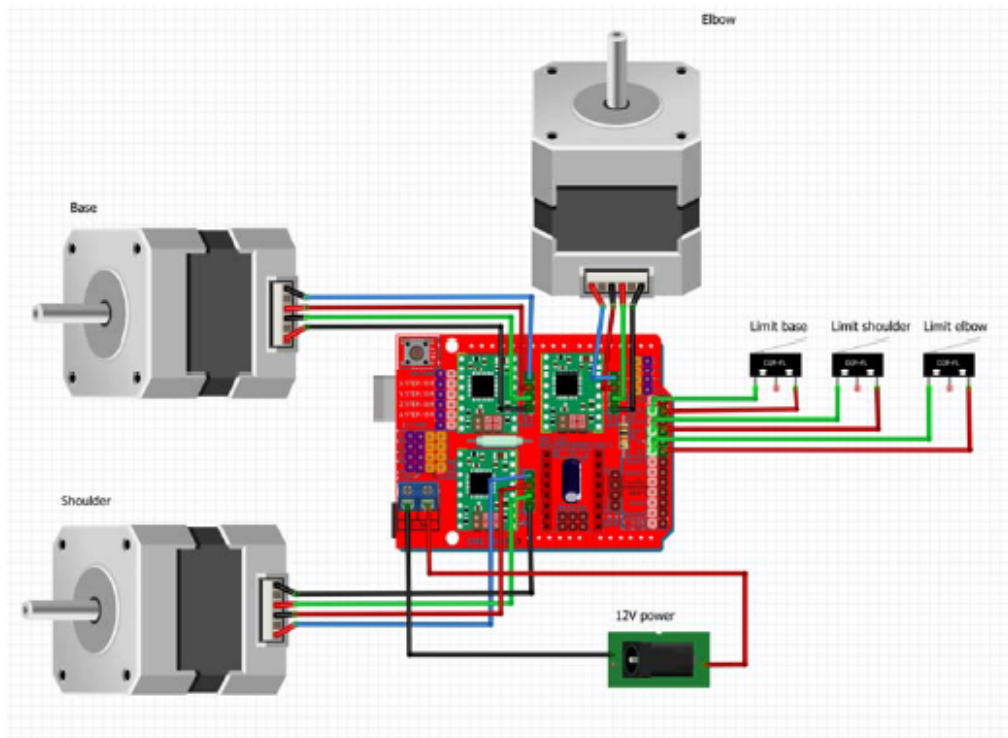 Elbow
Base
Limit base
Limit shoulder
Limit elbow
Shoulder
12V power